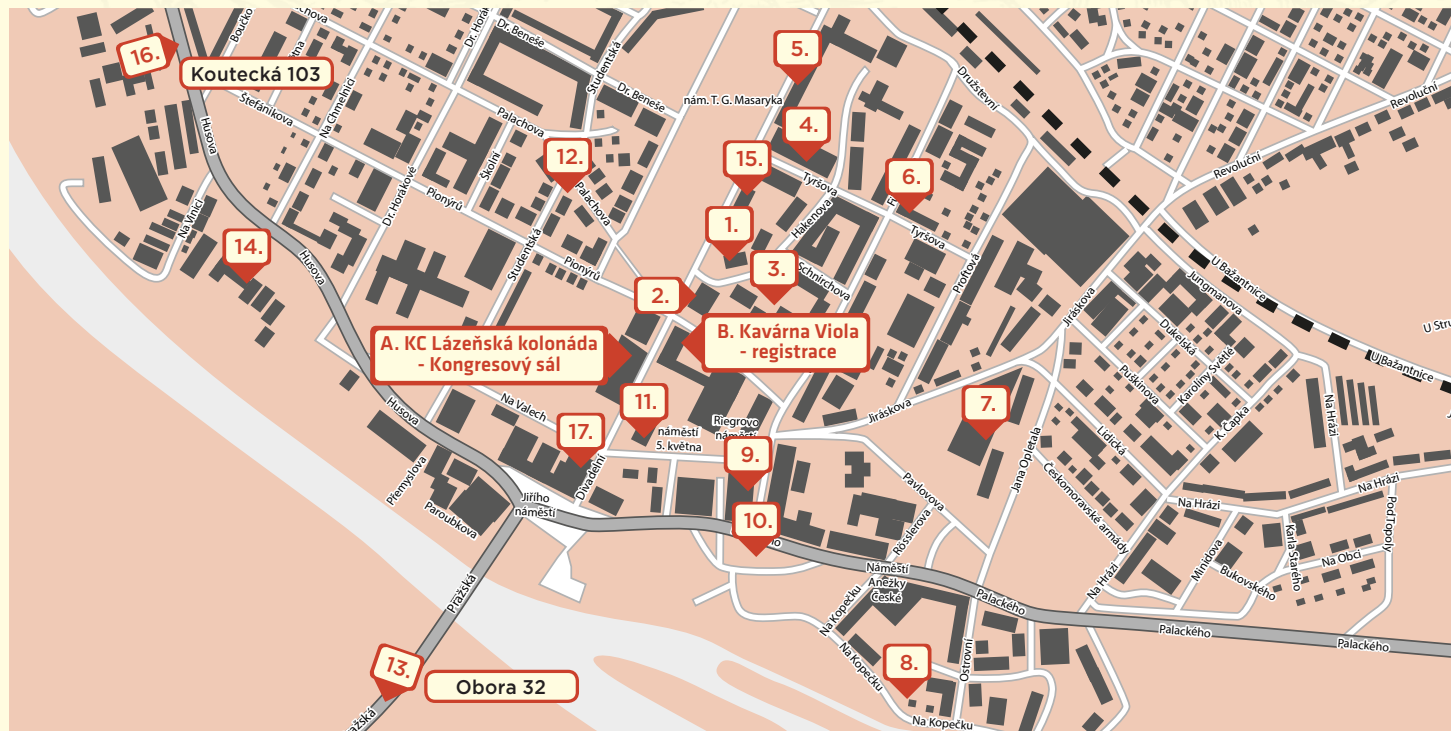 16.
Koutecká 103
Boučko
Štefánikova
Husova
Na Chmelnici
Dr. Horák
Dr. Beneše
Studentská
Dr. Beneše
Palachova
Školní
12.
Palachova
Pionýrů
Dr. Horákové
Studentská
Pionýrů
Na Vinici
14.
Husova
5.
nám. T. G. Masaryka
4.
15.
Tyršova
6.
Tyršova
1.
Hakenova
3.
Schnirchova
2.
Proftova
Družstevní
Revoluční
Revoluční
U Bažantnice
Jungmanova
U Bažantnice
Jiráskova
Dukelská
Puškinova
Karoliny Světlé
K. Čapka
Na Hrázi
A. KC Lázeňská kolonáda
- Kongresový sál
B. Kavárna Viola
- registrace
11.
náměstí
5. května
Riegrovo
Na Valech
17.
Divadelní
Husova
Přemyslova
Paroubkova
Jiřího
náměstí
9.
10.
Jiráskova
7.
Jana Opletala
Lidická
Českomoravské armády
Pavlovova
Rösslerova
Na Hrázi
Na Hrázi
Pod Topoly
Karla Starého
Na Obci
Minidova
Bukovského
Na Hrázi
Náměstí
Anežky
České
Palackého
Palackého
Palackého
Na Kopečku
Na Kopečku
8.
Ostrovní
Na Kopečku
Pražská
13.
Obora 32